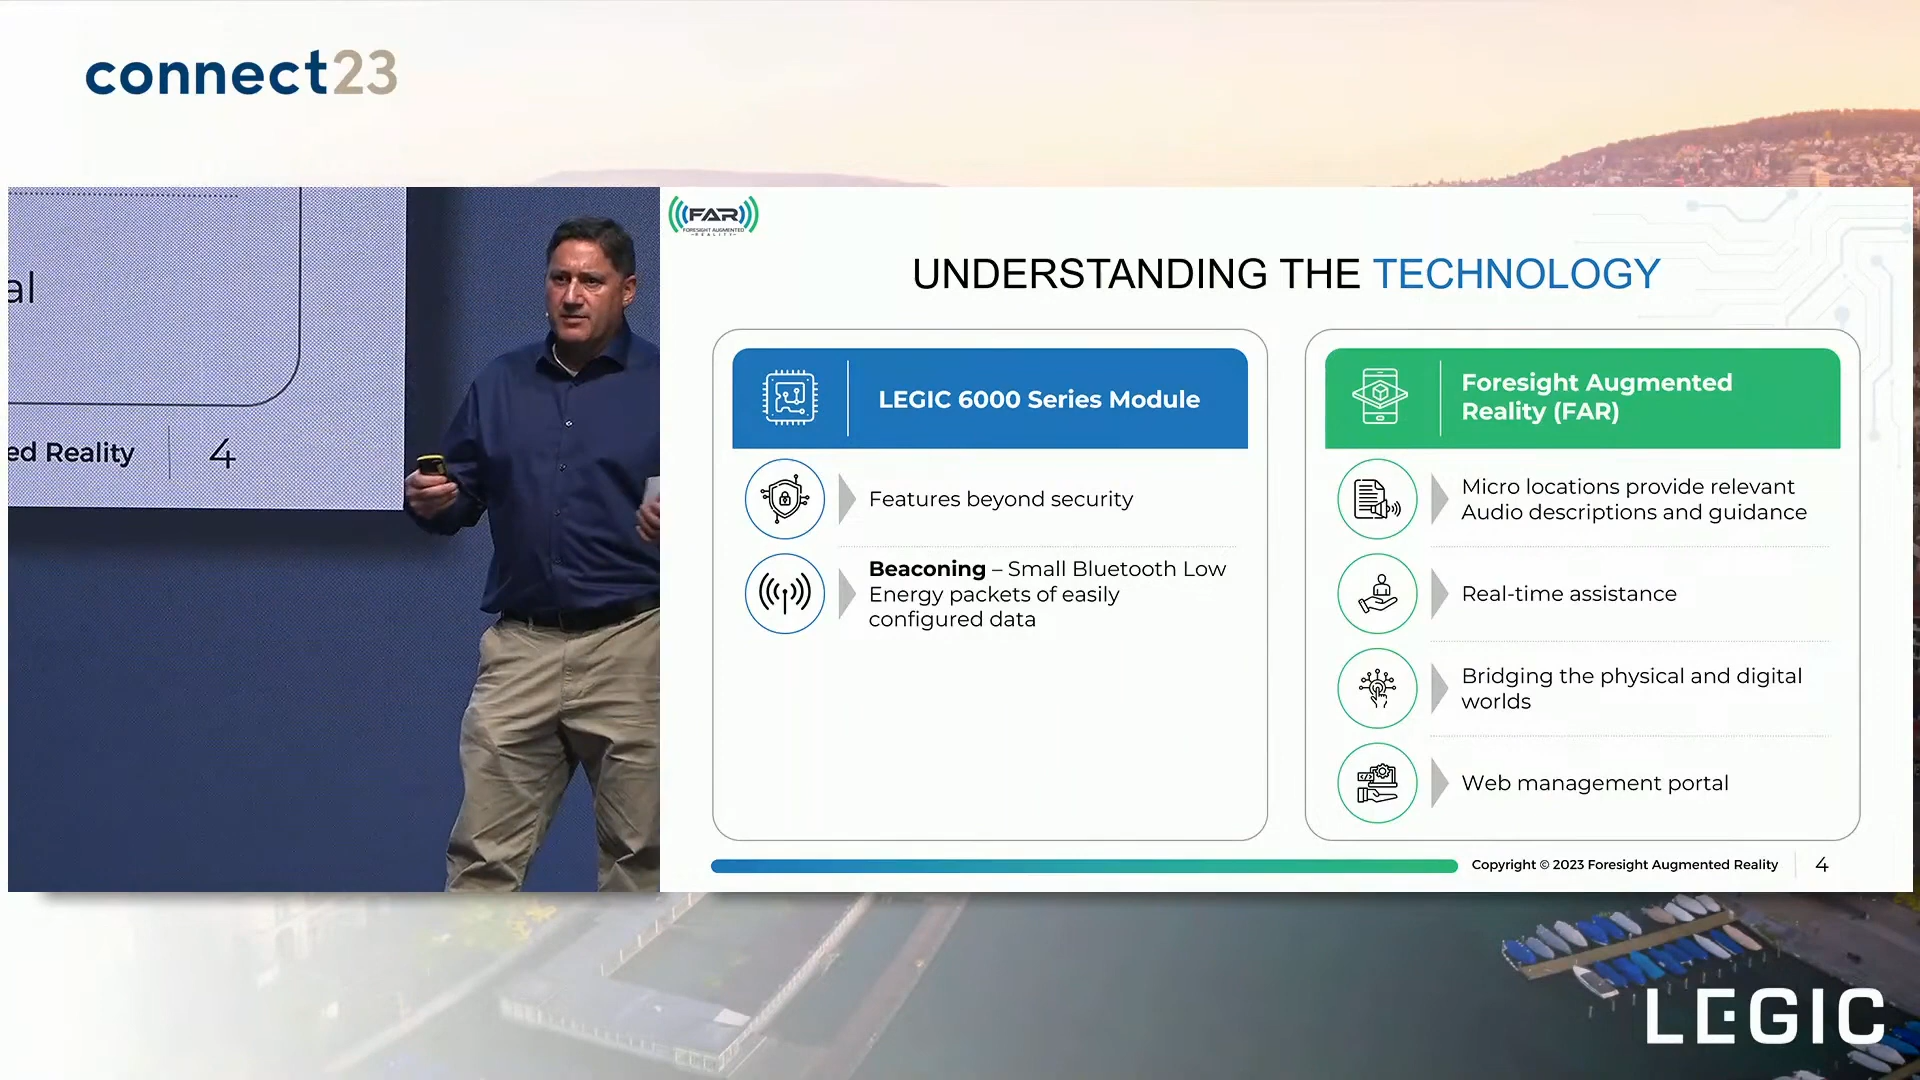 connect23
al
ed Reality 4
FAR
FORESIGHT AUGMENTED
REALITY
UNDERSTANDING THE TECHNOLOGY
LEGIC 6000 Series Module
Features beyond security
Beaconing – Small Bluetooth Low
Energy packets of easily
configured data
Foresight Augmented
Reality (FAR)
Micro locations provide relevant
Audio descriptions and guidance
Real-time assistance
Bridging the physical and digital
worlds
Web management portal
Copyright © 2023 Foresight Augmented Reality 4
LEGIC